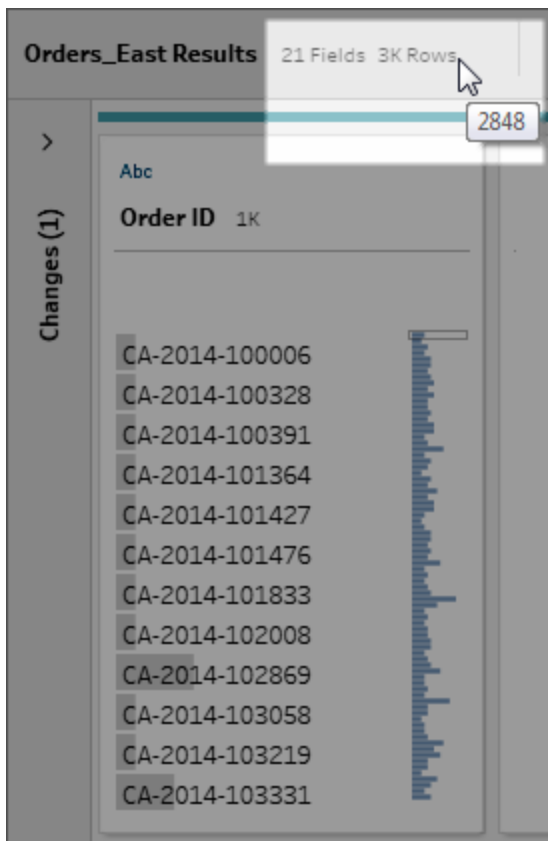 Orders_East Results 21 Fields 3K Rows
2848
Changes (1)
Abc
Order ID 1K
CA-2014-100006
CA-2014-100328
CA-2014-100391
CA-2014-101364
CA-2014-101427
CA-2014-101476
CA-2014-101833
CA-2014-102008
CA-2014-102869
CA-2014-103058
CA-2014-103219
CA-2014-103331